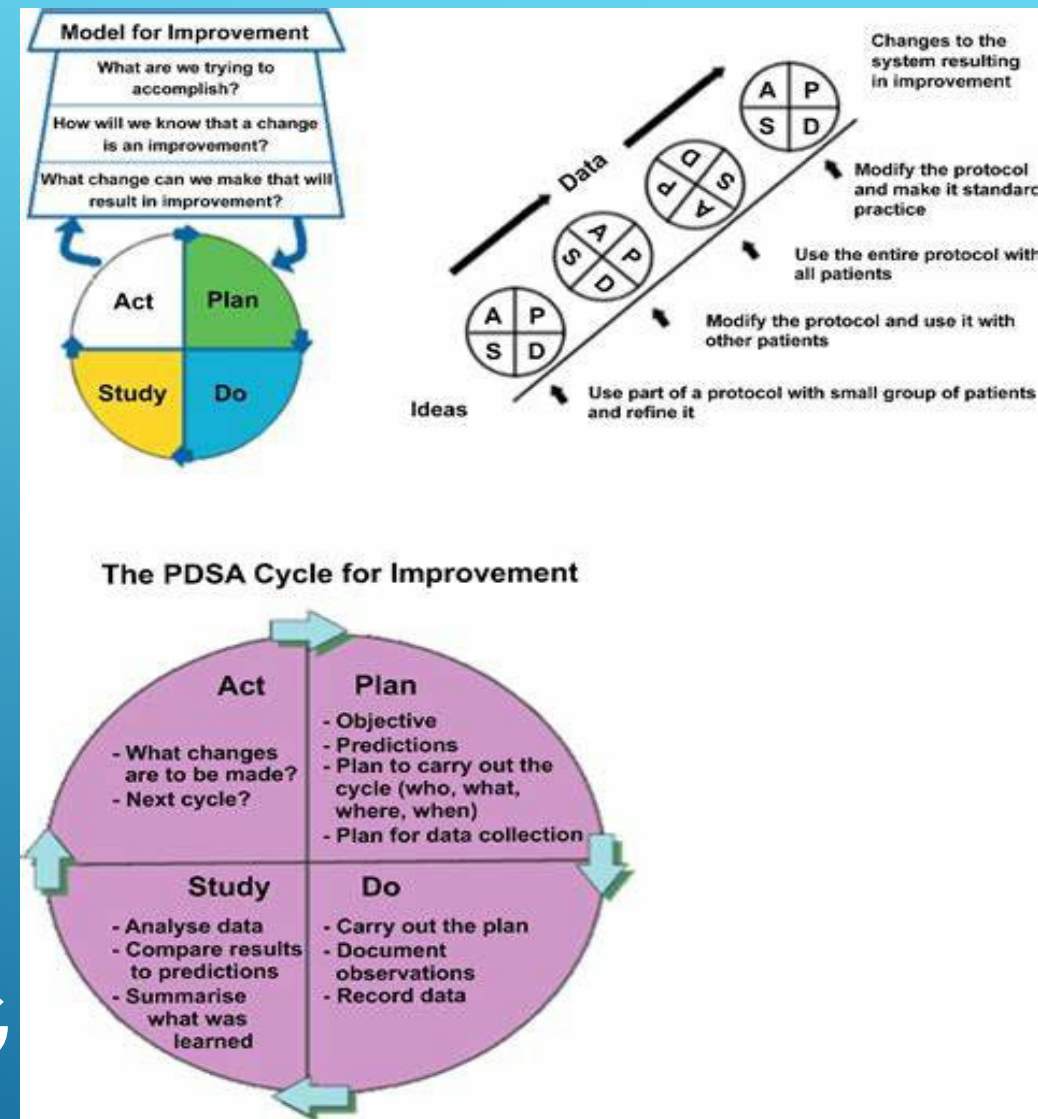 Model for Improvement
What are we trying to
accomplish?
How will we know that a change
is an improvement?
What change can we make that will
result in improvement?
Act
Plan
Study
Do
Changes to the
system resulting
in improvement
Data
A P
S D
A P
S D
A P
S D
A P
S D
Modify the protocol
and make it standard
practice
Use the entire protocol with
all patients
Modify the protocol and use it with
other patients
Use part of a protocol with small group of patients
and refine it
Ideas
The PDSA Cycle for Improvement
Act
- What changes
are to be made?
- Next cycle?
Plan
- Objective
- Predictions
- Plan to carry out the
cycle (who, what,
where, when)
- Plan for data collection
Study
- Analyse data
- Compare results
to predictions
- Summarise
what was
learned
Do
- Carry out the plan
- Document
observations
- Record data